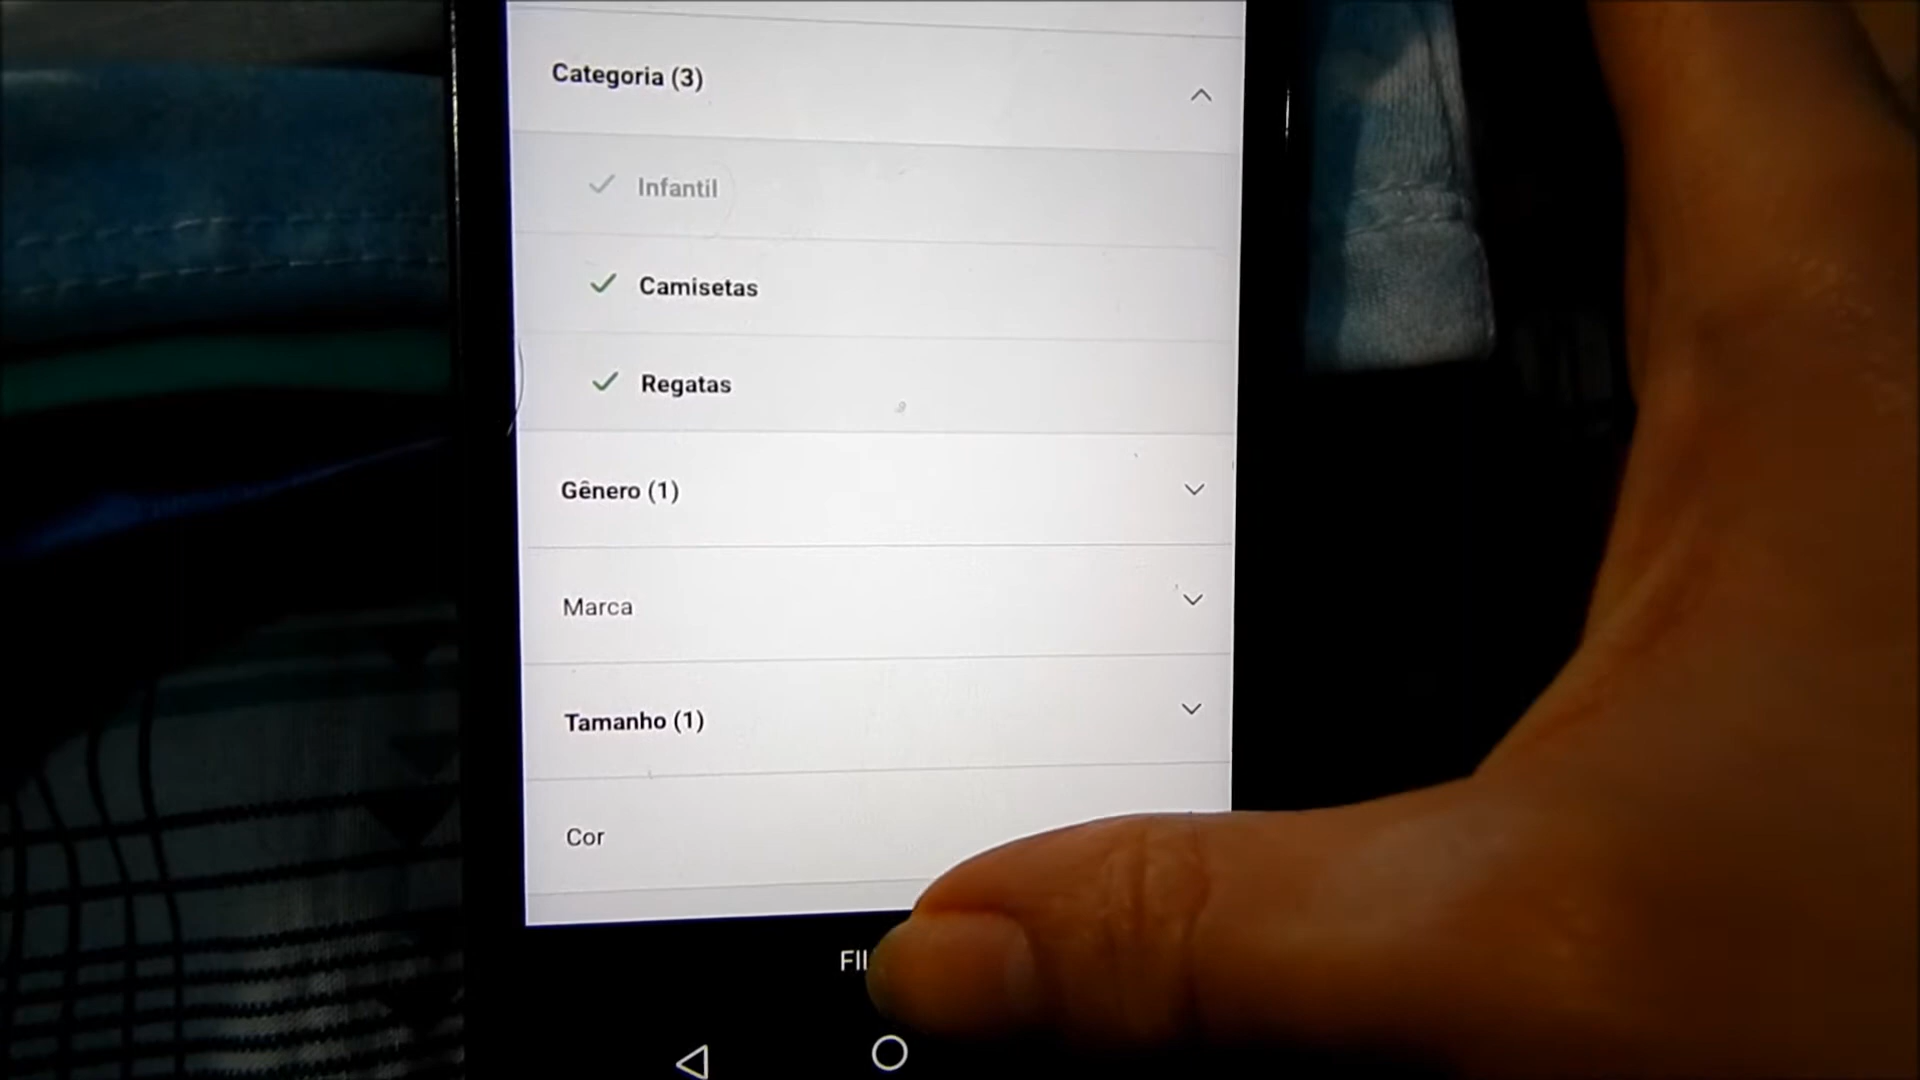 Categoria (3)
Infantil
Camisetas
Regatas
Gênero (1)
Marca
Tamanho (1)
Cor